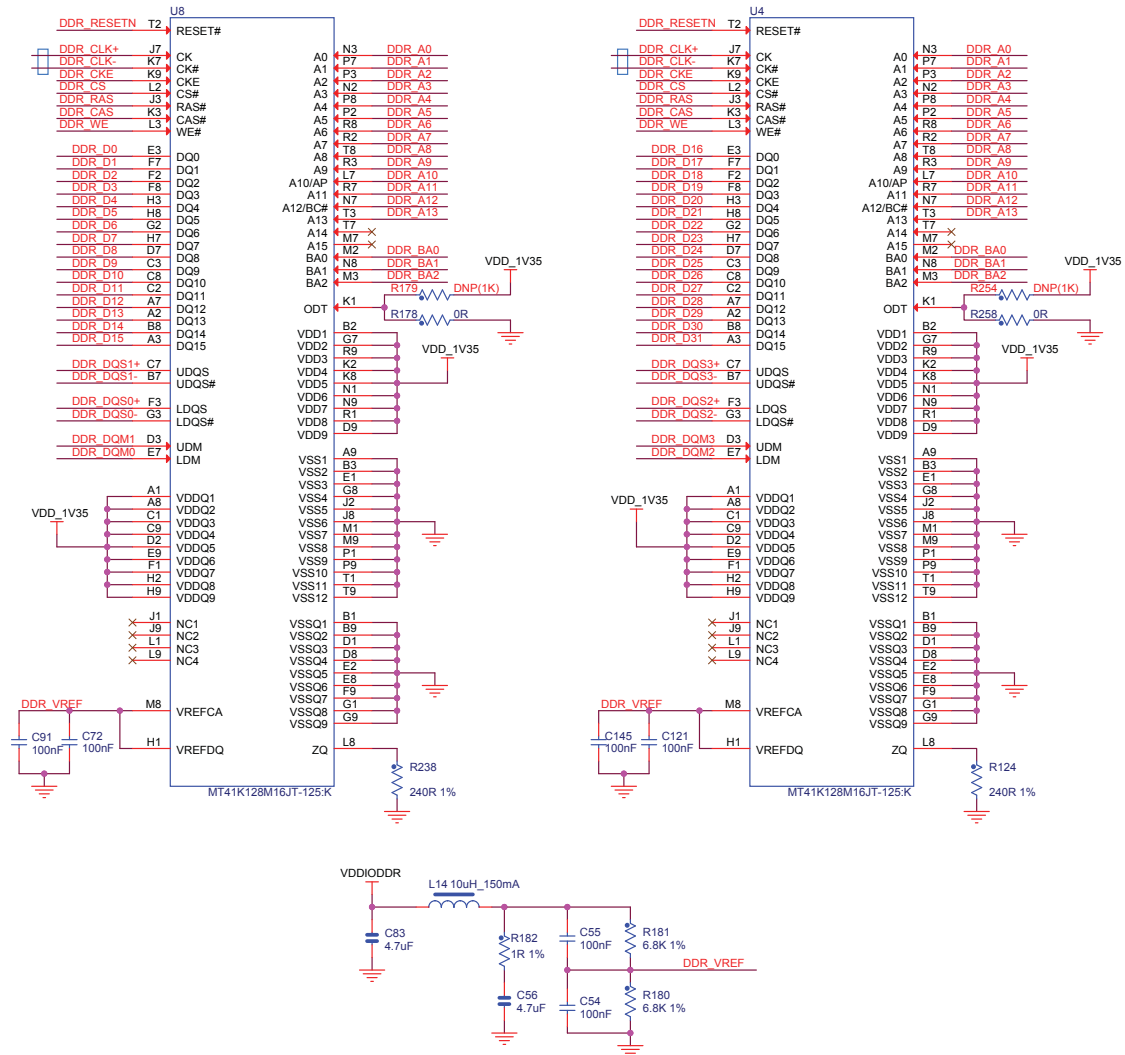 U8
DDR_RESETN T2 RESET#
DDR_CLK+ J7 CK
DDR_CLK- K7 CK#
DDR_CKE K9 CKE
DDR_CS L2 CS#
DDR_RAS J3 RAS#
DDR_CAS K3 CAS#
DDR_WE L3 WE#
DDR_D0 E3 DQ0
DDR_D1 F7 DQ1
DDR_D2 F2 DQ2
DDR_D3 F8 DQ3
DDR_D4 H3 DQ4
DDR_D5 H8 DQ5
DDR_D6 G2 DQ6
DDR_D7 H7 DQ7
DDR_D8 D7 DQ8
DDR_D9 C3 DQ9
DDR_D10 C8 DQ10
DDR_D11 C2 DQ11
DDR_D12 A7 DQ12
DDR_D13 A2 DQ13
DDR_D14 B8 DQ14
DDR_D15 A3 DQ15
DDR_DQS1+ C7 UDQS
DDR_DQS1- B7 UDQS#
DDR_DQS0+ F3 LDQS
DDR_DQS0- G3 LDQS#
DDR_DQM1 D3 UDM
DDR_DQM0 E7 LDM
VDD_1V35
A1 VDDQ1
A8 VDDQ2
C1 VDDQ3
C9 VDDQ4
D2 VDDQ5
E9 VDDQ6
F1 VDDQ7
H2 VDDQ8
H9 VDDQ9
J1 NC1
J9 NC2
L1 NC3
L9 NC4
DDR_VREF M8 VREFCA
C91 100nF
C72 100nF
H1 VREFDQ
A0 N3 DDR_A0
A1 P7 DDR_A1
A2 P3 DDR_A2
A3 N2 DDR_A3
A4 P8 DDR_A4
A5 P2 DDR_A5
A6 R8 DDR_A6
A7 R2 DDR_A7
A8 T8 DDR_A8
A9 R3 DDR_A9
A10/AP L7 DDR_A10
A11 R7 DDR_A11
A12/BC# N7 DDR_A12
A13 T3 DDR_A13
A14 T7
A15 M7
BA0 M2 DDR_BA0
BA1 N8 DDR_BA1
BA2 M3 DDR_BA2
VDD_1V35
R179 DNP(1K)
ODT K1
R178 0R
VDD1 B2
VDD2 G7
VDD3 R9
VDD4 K2
VDD5 K8
VDD6 N1
VDD7 N9
VDD8 R1
VDD9 D9
VDD_1V35
VSS1 A9
VSS2 B3
VSS3 E1
VSS4 G8
VSS5 J2
VSS6 J8
VSS7 M1
VSS8 M9
VSS9 P1
VSS10 P9
VSS11 T1
VSS12 T9
VSSQ1 B1
VSSQ2 B9
VSSQ3 D1
VSSQ4 D8
VSSQ5 E2
VSSQ6 E8
VSSQ7 F9
VSSQ8 G1
VSSQ9 G9
ZQ L8
R238
240R 1%
MT41K128M16JT-125:K
U4
DDR_RESETN T2 RESET#
DDR_CLK+ J7 CK
DDR_CLK- K7 CK#
DDR_CKE K9 CKE
DDR_CS L2 CS#
DDR_RAS J3 RAS#
DDR_CAS K3 CAS#
DDR_WE L3 WE#
DDR_D16 E3 DQ0
DDR_D17 F7 DQ1
DDR_D18 F2 DQ2
DDR_D19 F8 DQ3
DDR_D20 H3 DQ4
DDR_D21 H8 DQ5
DDR_D22 G2 DQ6
DDR_D23 H7 DQ7
DDR_D24 D7 DQ8
DDR_D25 C3 DQ9
DDR_D26 C8 DQ10
DDR_D27 C2 DQ11
DDR_D28 A7 DQ12
DDR_D29 A2 DQ13
DDR_D30 B8 DQ14
DDR_D31 A3 DQ15
DDR_DQS3+ C7 UDQS
DDR_DQS3- B7 UDQS#
DDR_DQS2+ F3 LDQS
DDR_DQS2- G3 LDQS#
DDR_DQM3 D3 UDM
DDR_DQM2 E7 LDM
VDD_1V35
A1 VDDQ1
A8 VDDQ2
C1 VDDQ3
C9 VDDQ4
D2 VDDQ5
E9 VDDQ6
F1 VDDQ7
H2 VDDQ8
H9 VDDQ9
J1 NC1
J9 NC2
L1 NC3
L9 NC4
DDR_VREF M8 VREFCA
C145 100nF
C121 100nF
H1 VREFDQ
A0 N3 DDR_A0
A1 P7 DDR_A1
A2 P3 DDR_A2
A3 N2 DDR_A3
A4 P8 DDR_A4
A5 P2 DDR_A5
A6 R8 DDR_A6
A7 R2 DDR_A7
A8 T8 DDR_A8
A9 R3 DDR_A9
A10/AP L7 DDR_A10
A11 R7 DDR_A11
A12/BC# N7 DDR_A12
A13 T3 DDR_A13
A14 T7
A15 M7
BA0 M2 DDR_BA0
BA1 N8 DDR_BA1
BA2 M3 DDR_BA2
VDD_1V35
R254 DNP(1K)
ODT K1
R258 0R
VDD1 B2
VDD2 G7
VDD3 R9
VDD4 K2
VDD5 K8
VDD6 N1
VDD7 N9
VDD8 R1
VDD9 D9
VDD_1V35
VSS1 A9
VSS2 B3
VSS3 E1
VSS4 G8
VSS5 J2
VSS6 J8
VSS7 M1
VSS8 M9
VSS9 P1
VSS10 P9
VSS11 T1
VSS12 T9
VSSQ1 B1
VSSQ2 B9
VSSQ3 D1
VSSQ4 D8
VSSQ5 E2
VSSQ6 E8
VSSQ7 F9
VSSQ8 G1
VSSQ9 G9
ZQ L8
R124
240R 1%
MT41K128M16JT-125:K
VDDIODDR
L14 10uH_150mA
C83
4.7uF
R182
1R 1%
C56
4.7uF
C55
100nF
R181
6.8K 1%
DDR_VREF
C54
100nF
R180
6.8K 1%